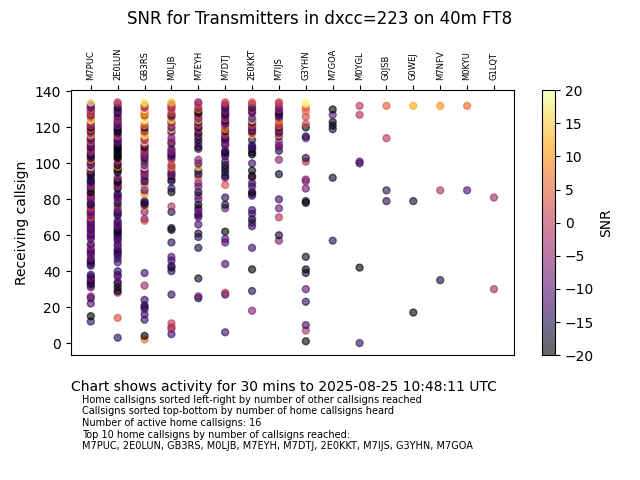 SNR for Transmitters in dxcc=223 on 40m FT8
M7PUC 2E0LUN GB3RS M0LJB M7EYH M7DTJ 2E0KKT M7IJS G3YHN M7GOA M0YGL G0JSB G0WEJ M7NFV M0KYU G1LQT
140
120
100
80
60
40
20
0
Receiving callsign
20
15
10
5
0
−5
−10
−15
−20
SNR
Chart shows activity for 30 mins to 2025-08-25 10:48:11 UTC
Home callsigns sorted left-right by number of other callsigns reached
Callsigns sorted top-bottom by number of home callsigns heard
Number of active home callsigns: 16
Top 10 home callsigns by number of callsigns reached:
M7PUC, 2E0LUN, GB3RS, M0LJB, M7EYH, M7DTJ, 2E0KKT, M7IJS, G3YHN, M7GOA